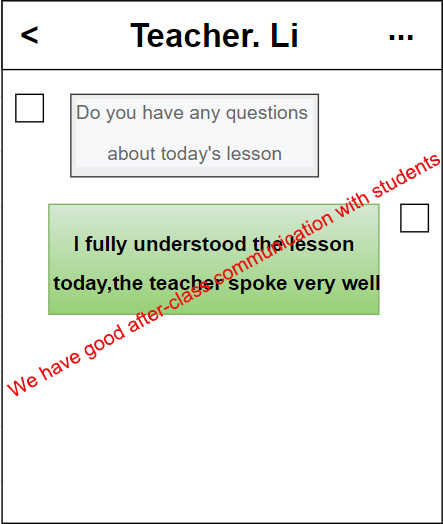 < Teacher. Li ...
Do you have any questions
about today's lesson
I fully understood the lesson
today,the teacher spoke very well
We have good after-class communication with students